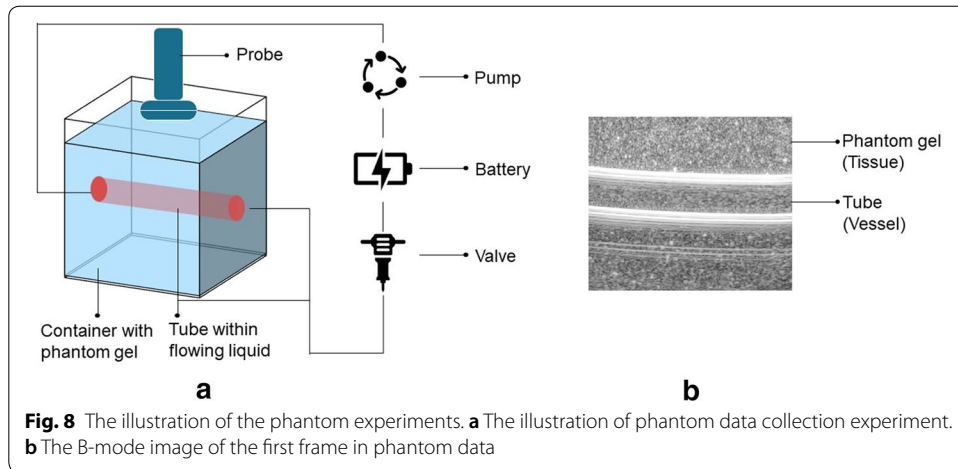 Probe
Pump
Battery
Valve
Container with
phantom gel
Tube within
flowing liquid
a
Phantom gel
(Tissue)
Tube
(Vessel)
b
Fig. 8 The illustration of the phantom experiments. a The illustration of phantom data collection experiment.
b The B-mode image of the first frame in phantom data